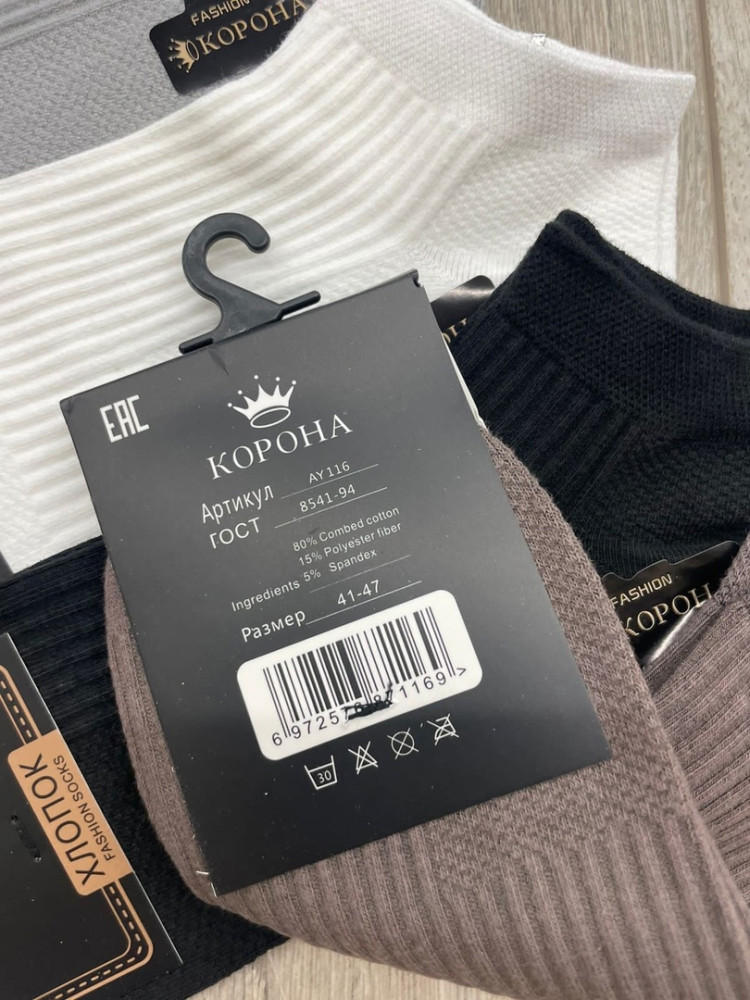 FASHION
КОРОНА
EAC
КОРОНА
Артикул AY116
ГОСТ 8541-94
80% Combed cotton
15% Polyester fiber
Ingredients 5% Spandex
Размер 41-47
30
FASHION
КОРОНА
ХЛОПОК
FASHION SOCKS